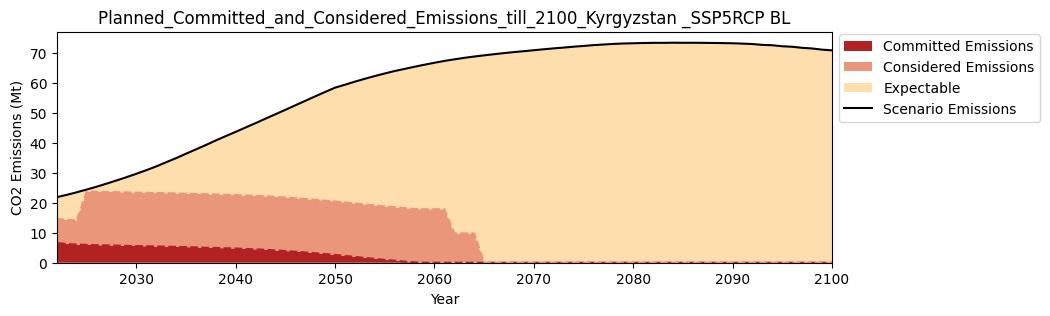 Planned_Committed_and_Considered_Emissions_till_2100_Kyrgyzstan _SSP5RCP BL
Committed Emissions
Considered Emissions
Expectable
Scenario Emissions
CO2 Emissions (Mt)
70
60
50
40
30
20
10
0
2030
2040
2050
2060
2070
2080
2090
2100
Year